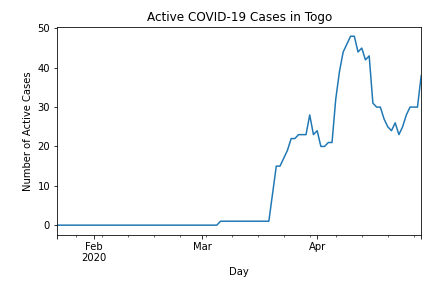 Active COVID-19 Cases in Togo
50
40
30
20
10
0
Number of Active Cases
Feb
2020
Mar
Apr
Day